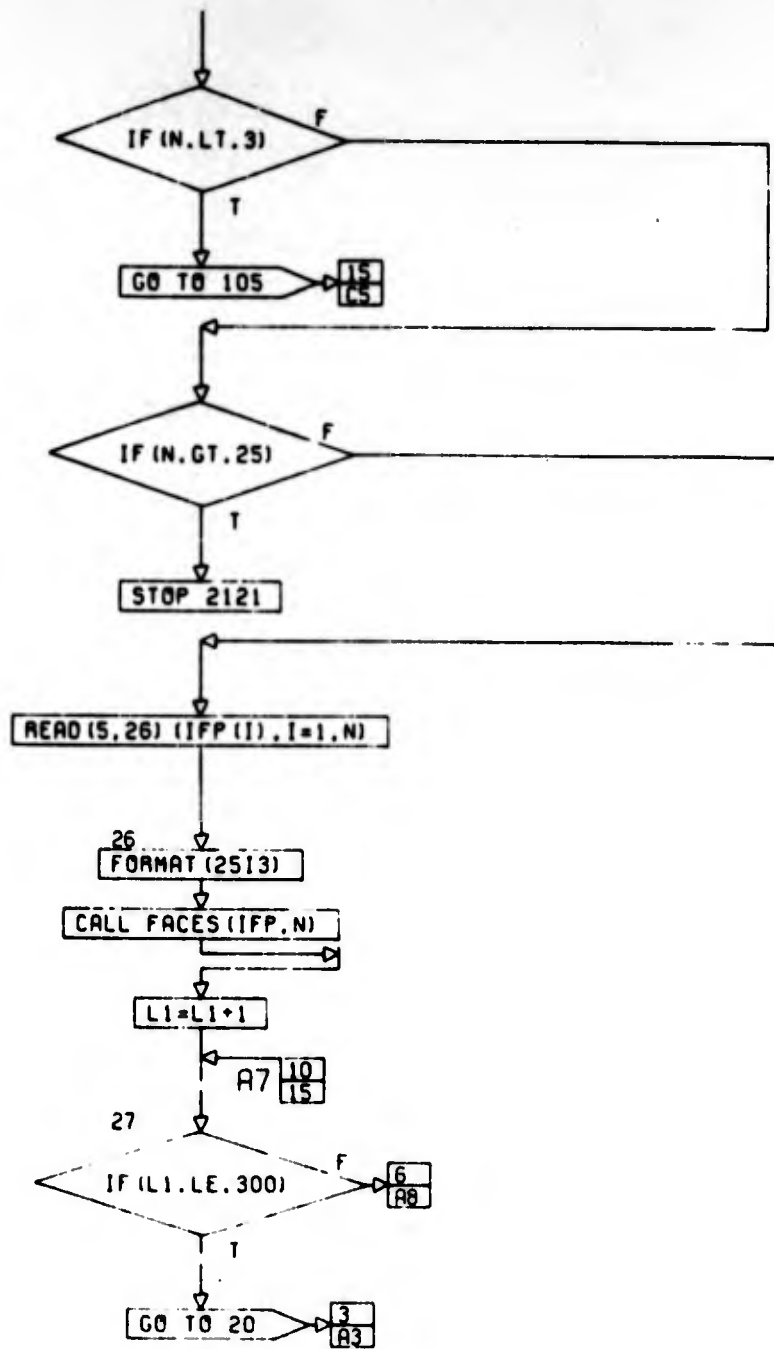 IF(N.LT.3)
F
T
GO TO 105
15
C5
IF(N.GT.25)
F
T
STOP 2121
READ(5,26)(IFP(I),I=1,N)
26
FORMAT(25I3)
CALL FACES(IFP,N)
L1=L1+1
A7
10
15
27
IF(L1.LE.300)
F
6
A8
T
GO TO 20
3
A3